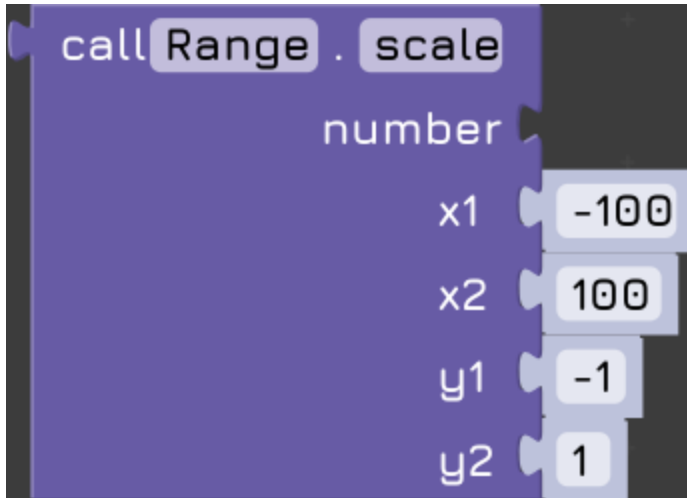 call Range . scale
number
x1 -100
x2 100
y1 -1
y2 1